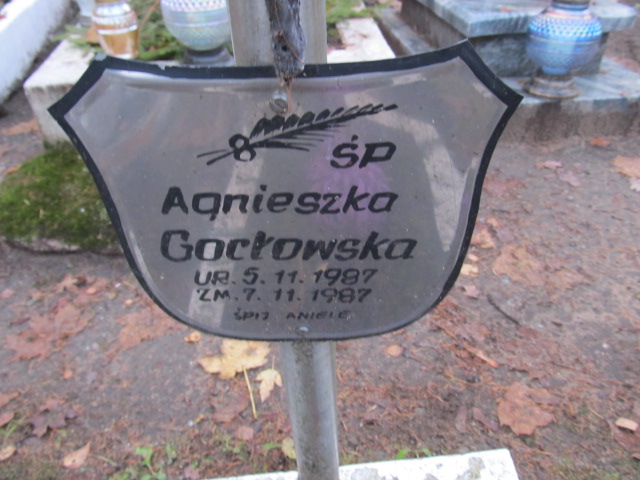 ŚP
Agnieszka
Gocłowska
UR. 5. 11. 1987
ZM. 7. 11. 1987
ŚPIJ ANIELE